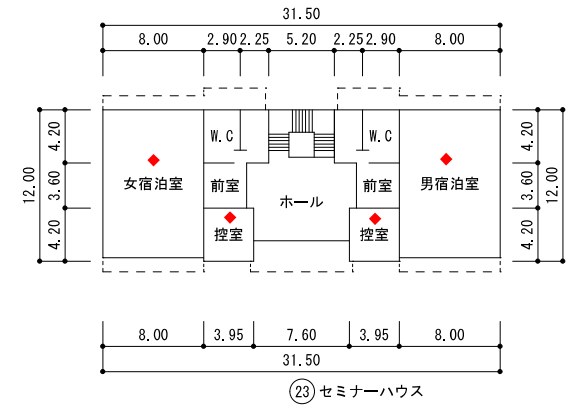 31.50
8.00 2.90 2.25 5.20 2.25 2.90 8.00
4.20 W.C W.C 4.20
12.00 3.60 女宿泊室 前室 ホール 前室 男宿泊室 3.60 12.00
4.20 控室 控室 4.20
8.00 3.95 7.60 3.95 8.00
31.50
23 セミナーハウス